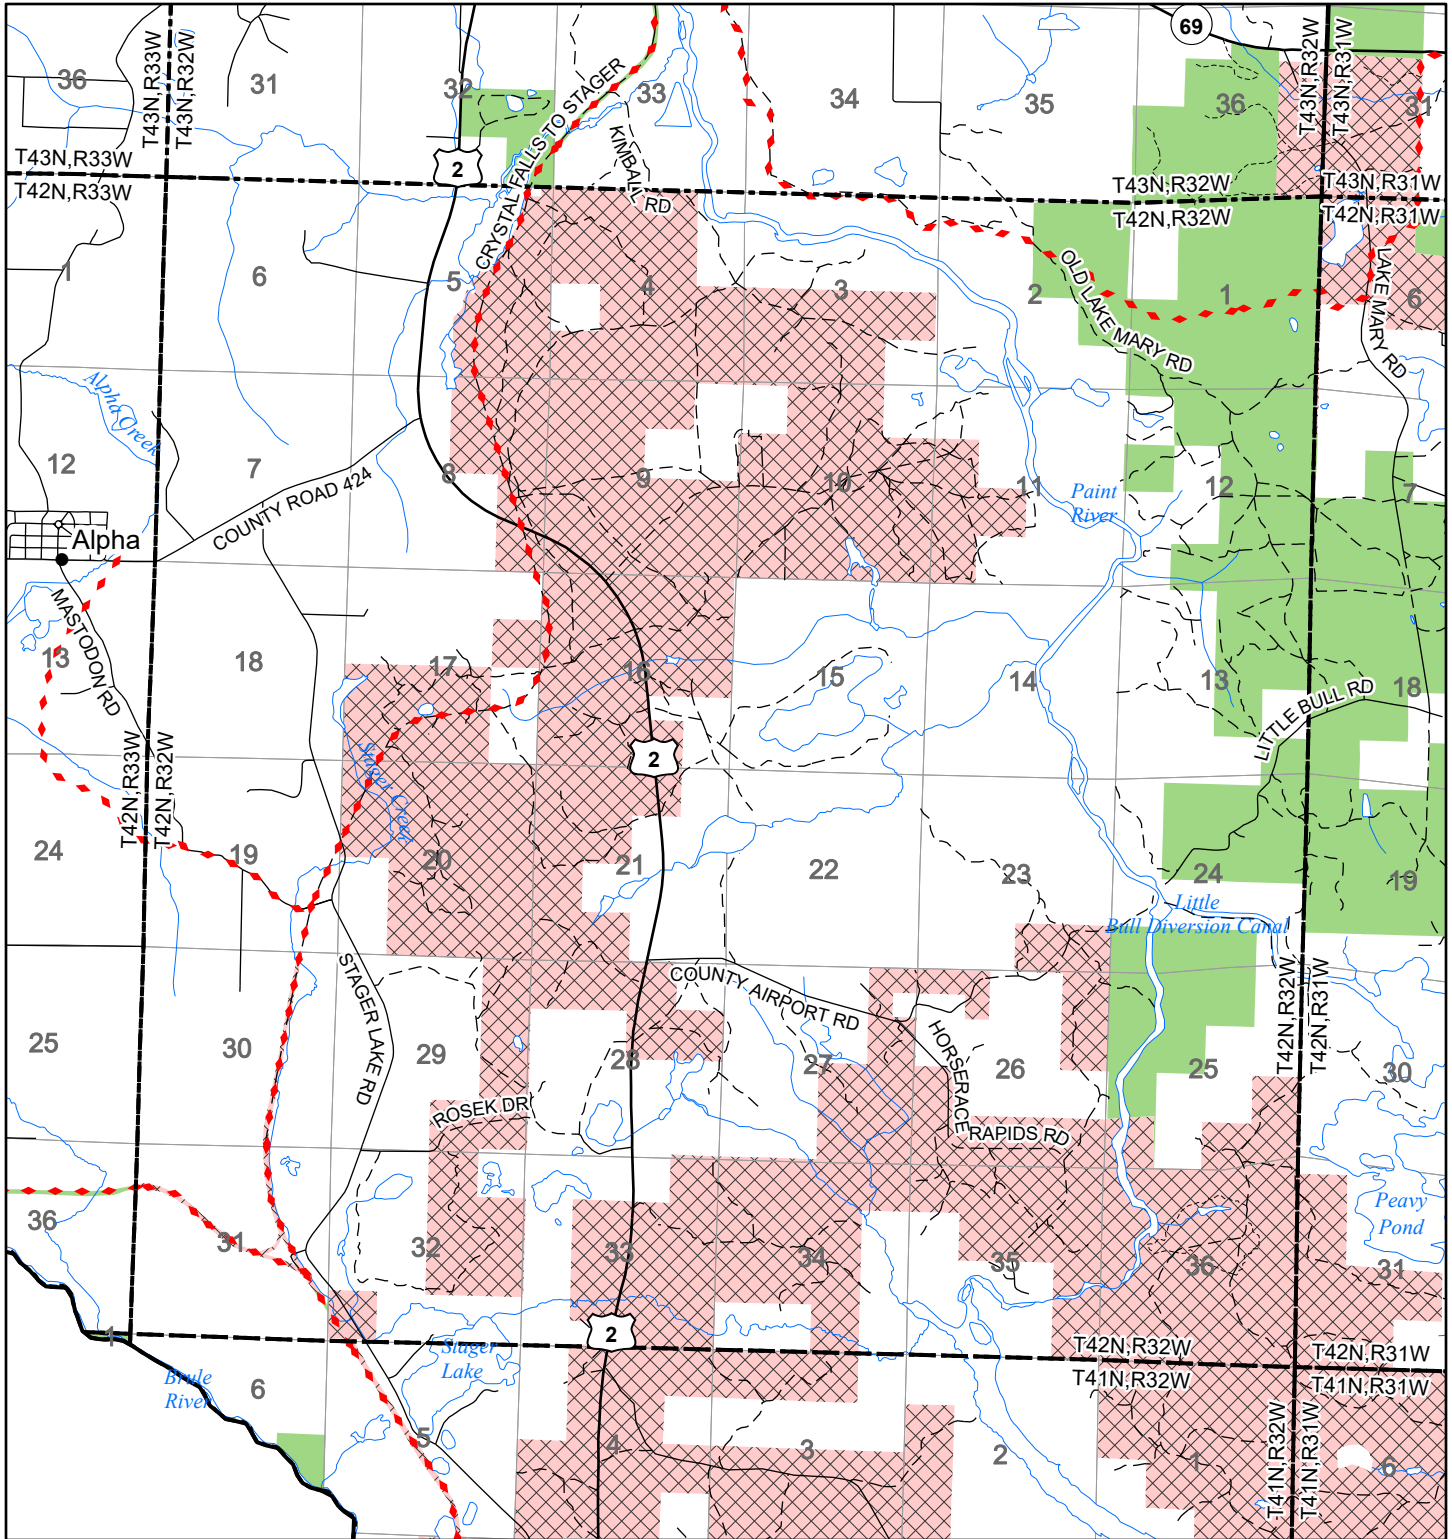 69
36
31
32
33
34
35
36
31
T43N,R33W
T43N,R32W
T43N,R32W
T43N,R31W
CRYSTAL FALLS TO STAGER
KIMBALL RD
2
T43N,R33W
T42N,R33W
T43N,R32W
T42N,R32W
T43N,R31W
T42N,R31W
1
6
5
4
3
2
1
6
OLD LAKE MARY RD
LAKE MARY RD
Alpha Creek
12
7
8
9
10
11
12
7
COUNTY ROAD 424
Paint
River
Alpha
MASTODON RD
13
18
17
16
15
14
13
18
LITTLE BULL RD
T42N,R33W
T42N,R32W
Stager Creek
2
24
19
20
21
22
23
24
19
Little
Bull Diversion Canal
STAGER LAKE RD
COUNTY AIRPORT RD
T42N,R32W
T42N,R31W
25
30
29
28
27
26
25
30
HORSERACE
RAPIDS RD
ROSEK DR
Peavy
Pond
36
31
32
33
34
35
36
31
2
1
T42N,R32W
T41N,R32W
T42N,R31W
T41N,R31W
Stager
Lake
Brule
River
6
5
4
3
2
1
6
T41N,R32W
T41N,R31W